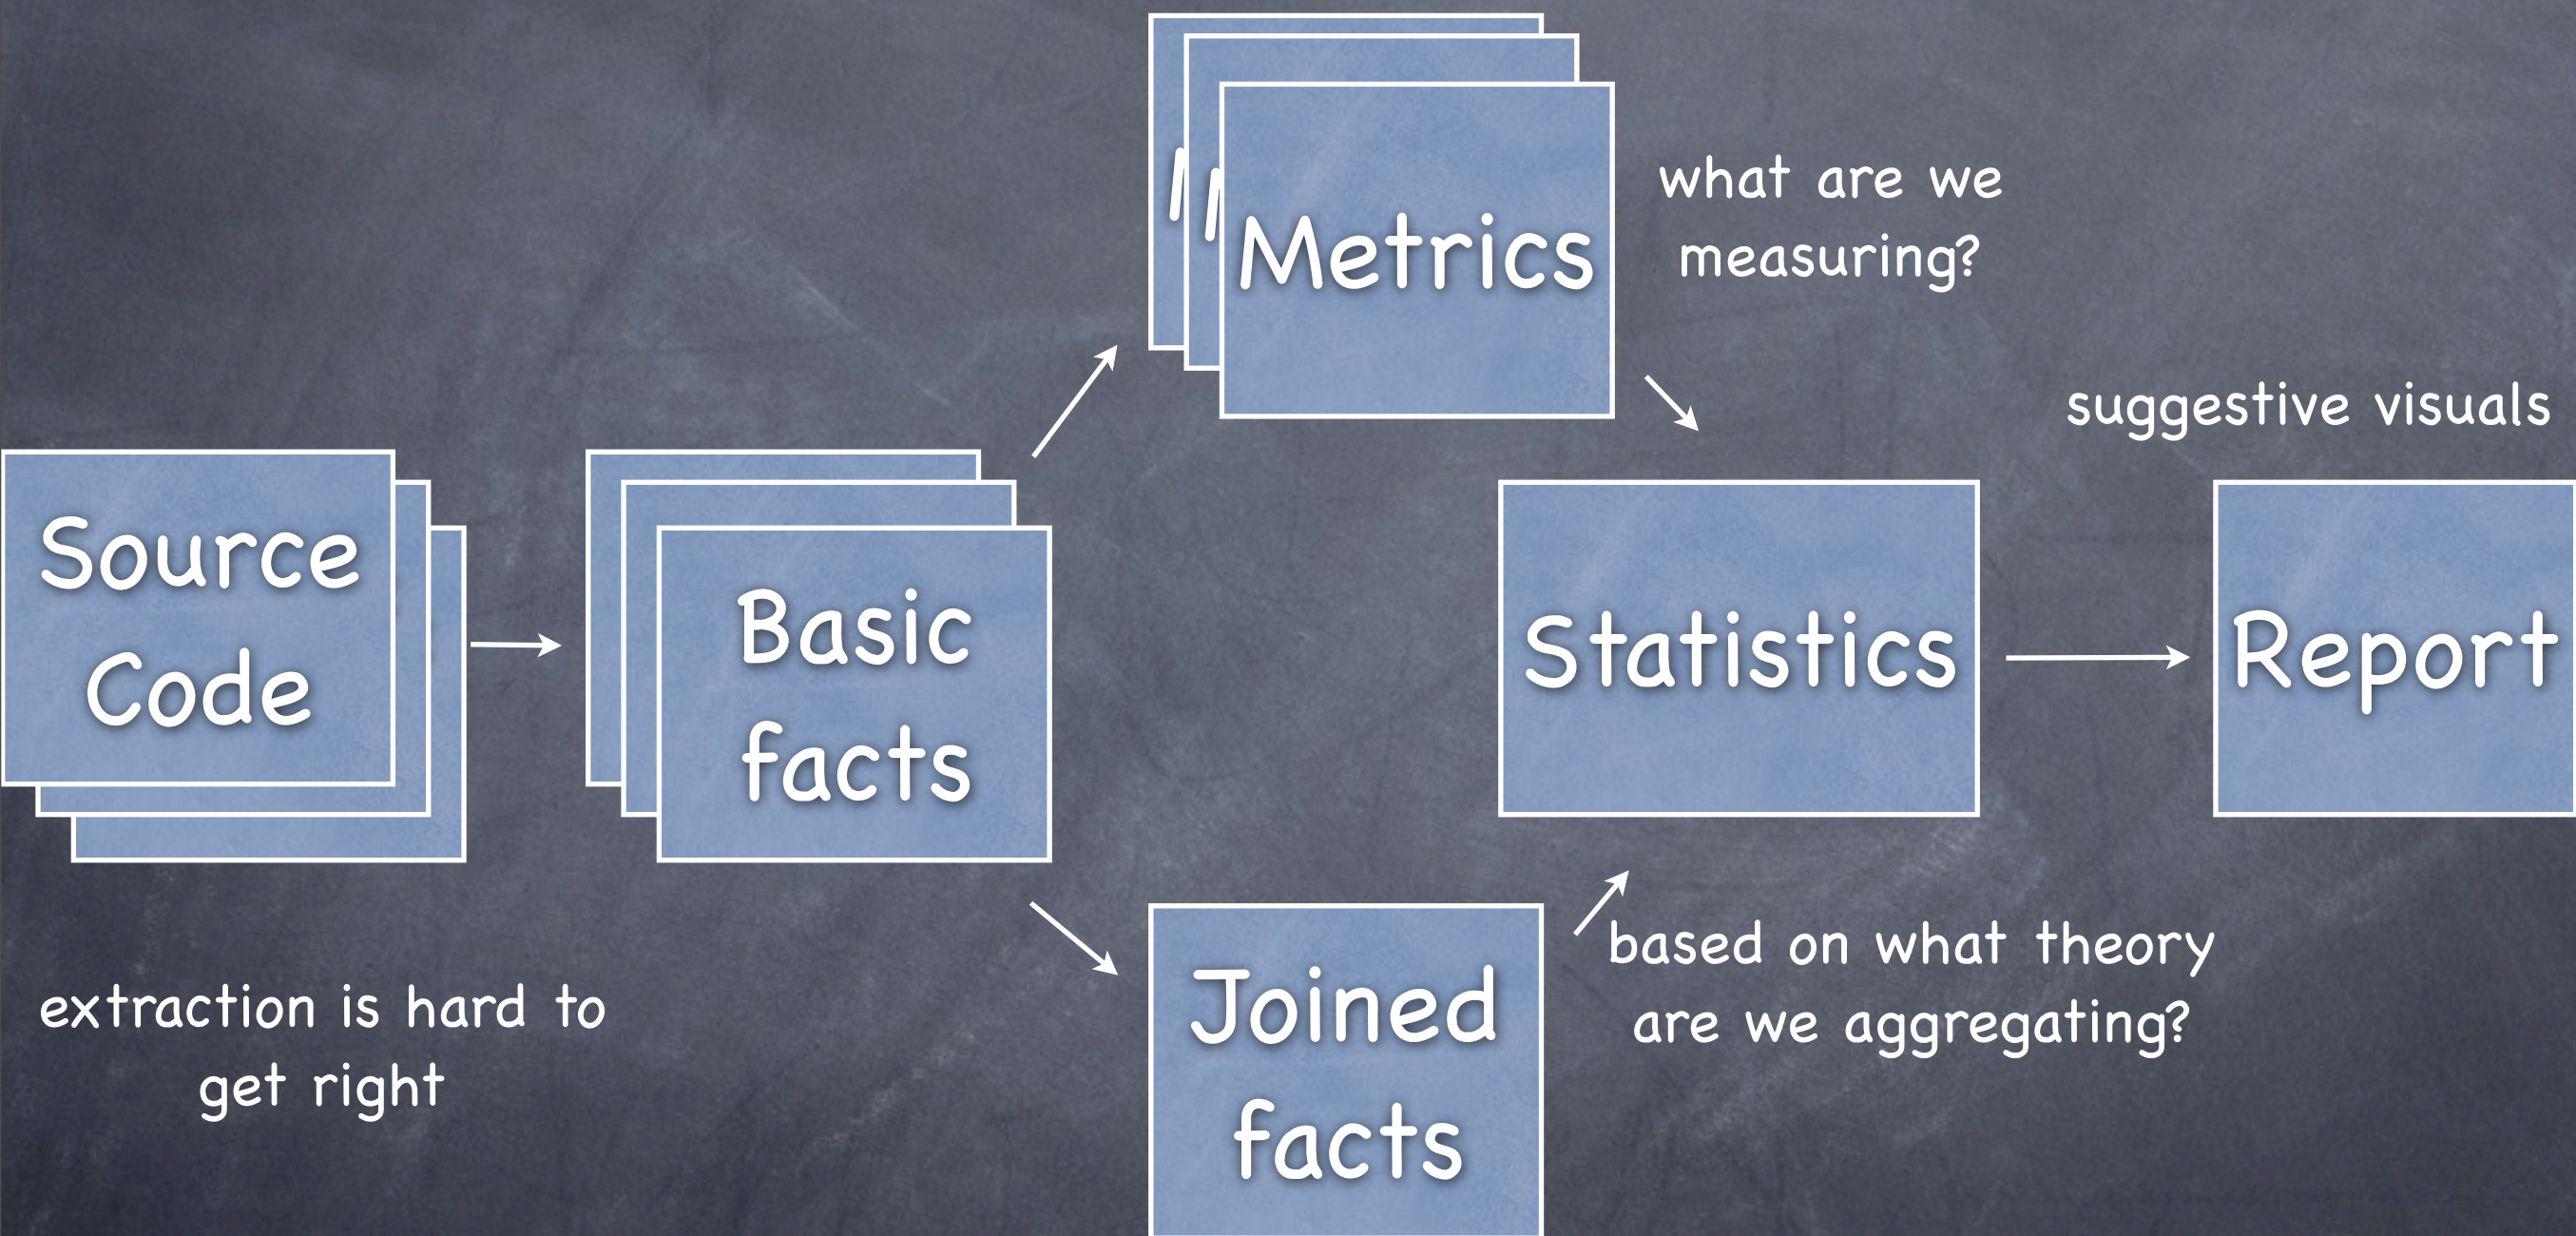 Metrics
what are we
measuring?
suggestive visuals
Source
Code
Basic
facts
Statistics
Report
extraction is hard to
get right
Joined
facts
based on what theory
are we aggregating?